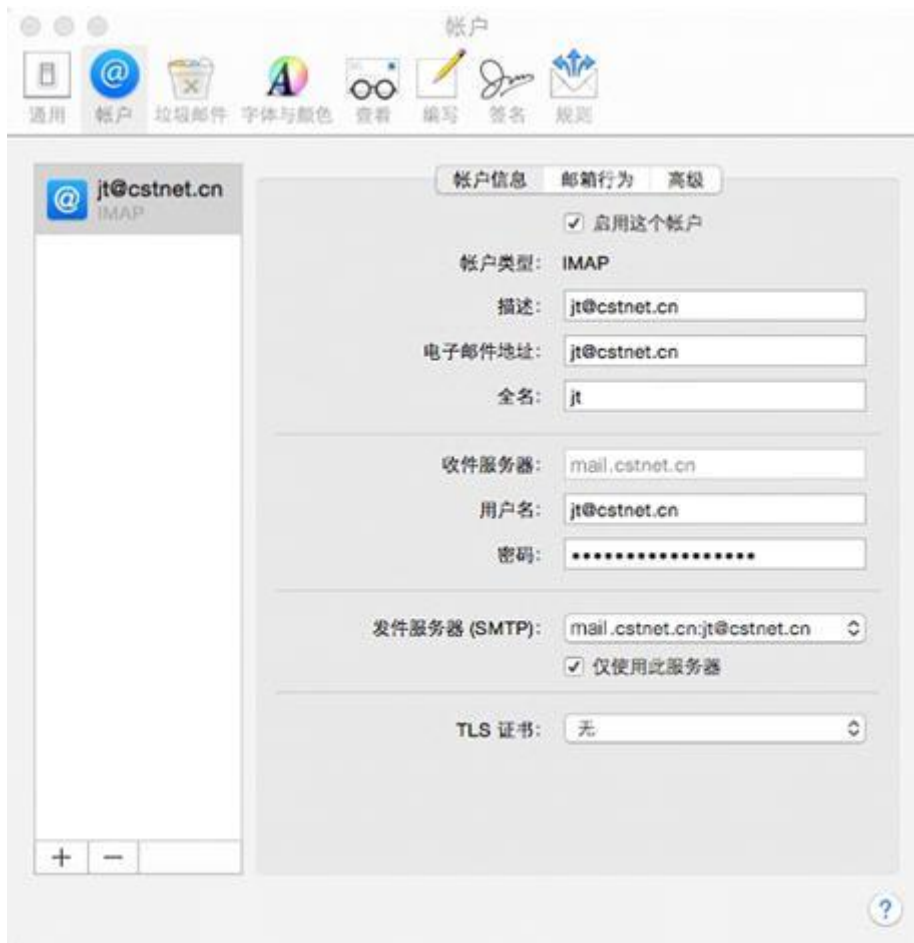 帐户
通用 帐户 垃圾邮件 字体与颜色 查看 编写 签名 规则
jt@cstnet.cn
IMAP
帐户信息 邮箱行为 高级
启用这个帐户
帐户类型: IMAP
描述: jt@cstnet.cn
电子邮件地址: jt@cstnet.cn
全名: jt
收件服务器: mail.cstnet.cn
用户名: jt@cstnet.cn
密码: •••••••••••••••••
发件服务器 (SMTP): mail.cstnet.cn:jt@cstnet.cn
仅使用此服务器
TLS 证书: 无
+ −
?